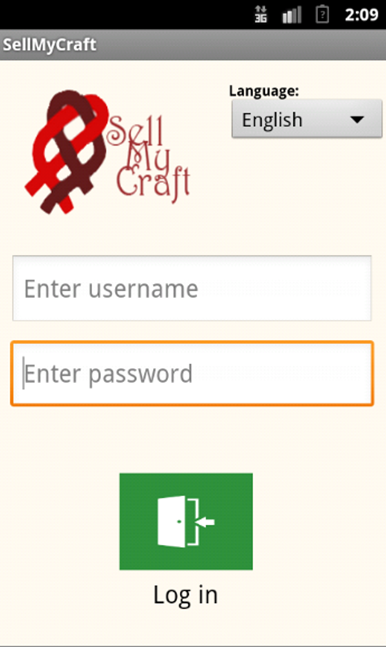 3G
2:09
SellMyCraft
Language:
English
Sell
My
Craft
Enter username
Enter password
Log in